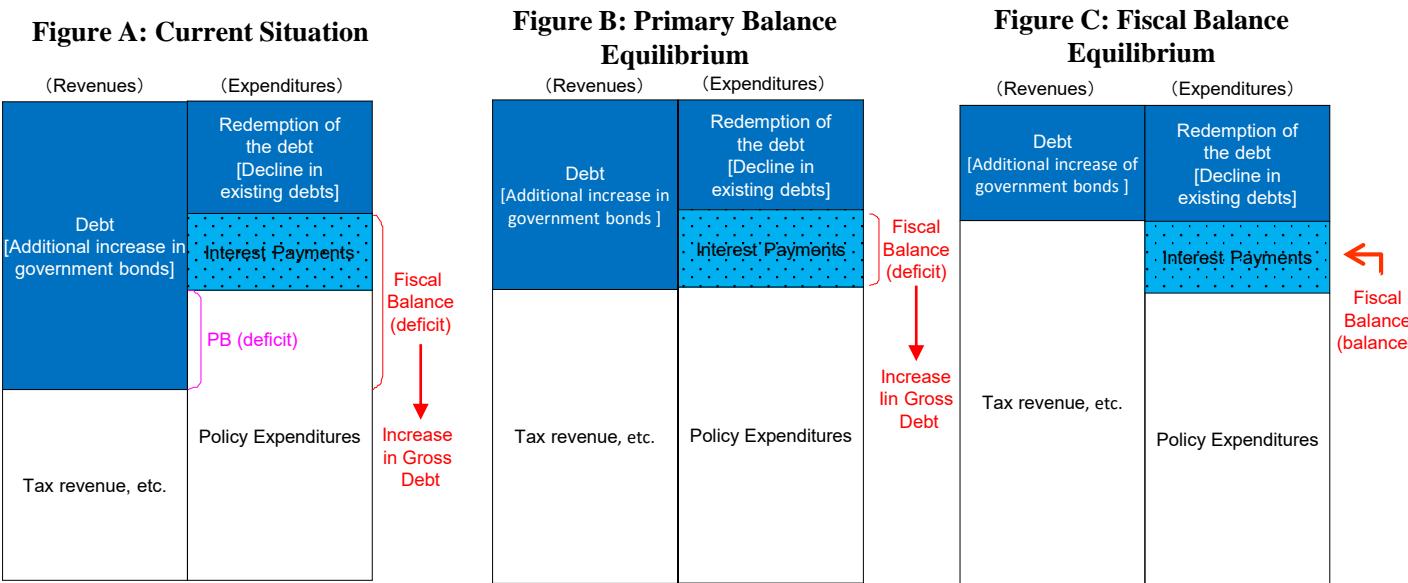 Figure A: Current Situation
（Revenues）
（Expenditures）
Debt
[Additional increase in
government bonds]
Tax revenue, etc.
Redemption of
the debt
[Decline in
existing debts]
Interest Payments
PB (deficit)
Policy Expenditures
Fiscal
Balance
(deficit)
Increase
in Gross
Debt
Figure B: Primary Balance
Equilibrium
（Revenues）
（Expenditures）
Debt
[Additional increase in
government bonds ]
Tax revenue, etc.
Redemption of
the debt
[Decline in
existing debts]
Interest Payments
Policy Expenditures
Fiscal
Balance
(deficit)
Increase
Iin Gross
Debt
Figure C: Fiscal Balance
Equilibrium
（Revenues）
（Expenditures）
Debt
[Additional increase of
government bonds ]
Tax revenue, etc.
Redemption of
the debt
[Decline in
existing debts]
Interest Payments
Policy Expenditures
Fiscal
Balance
(balance